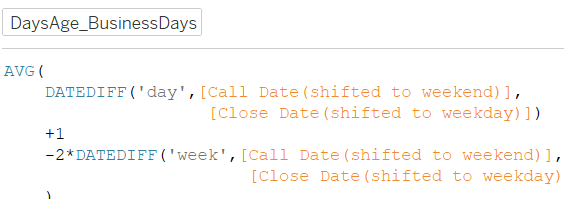 DaysAge_BusinessDays
AVG(
DATEDIFF('day',[Call Date(shifted to weekend)],
[Close Date(shifted to weekday)])
+1
-2*DATEDIFF('week',[Call Date(shifted to weekend)],
[Close Date(shifted to weekday)
)